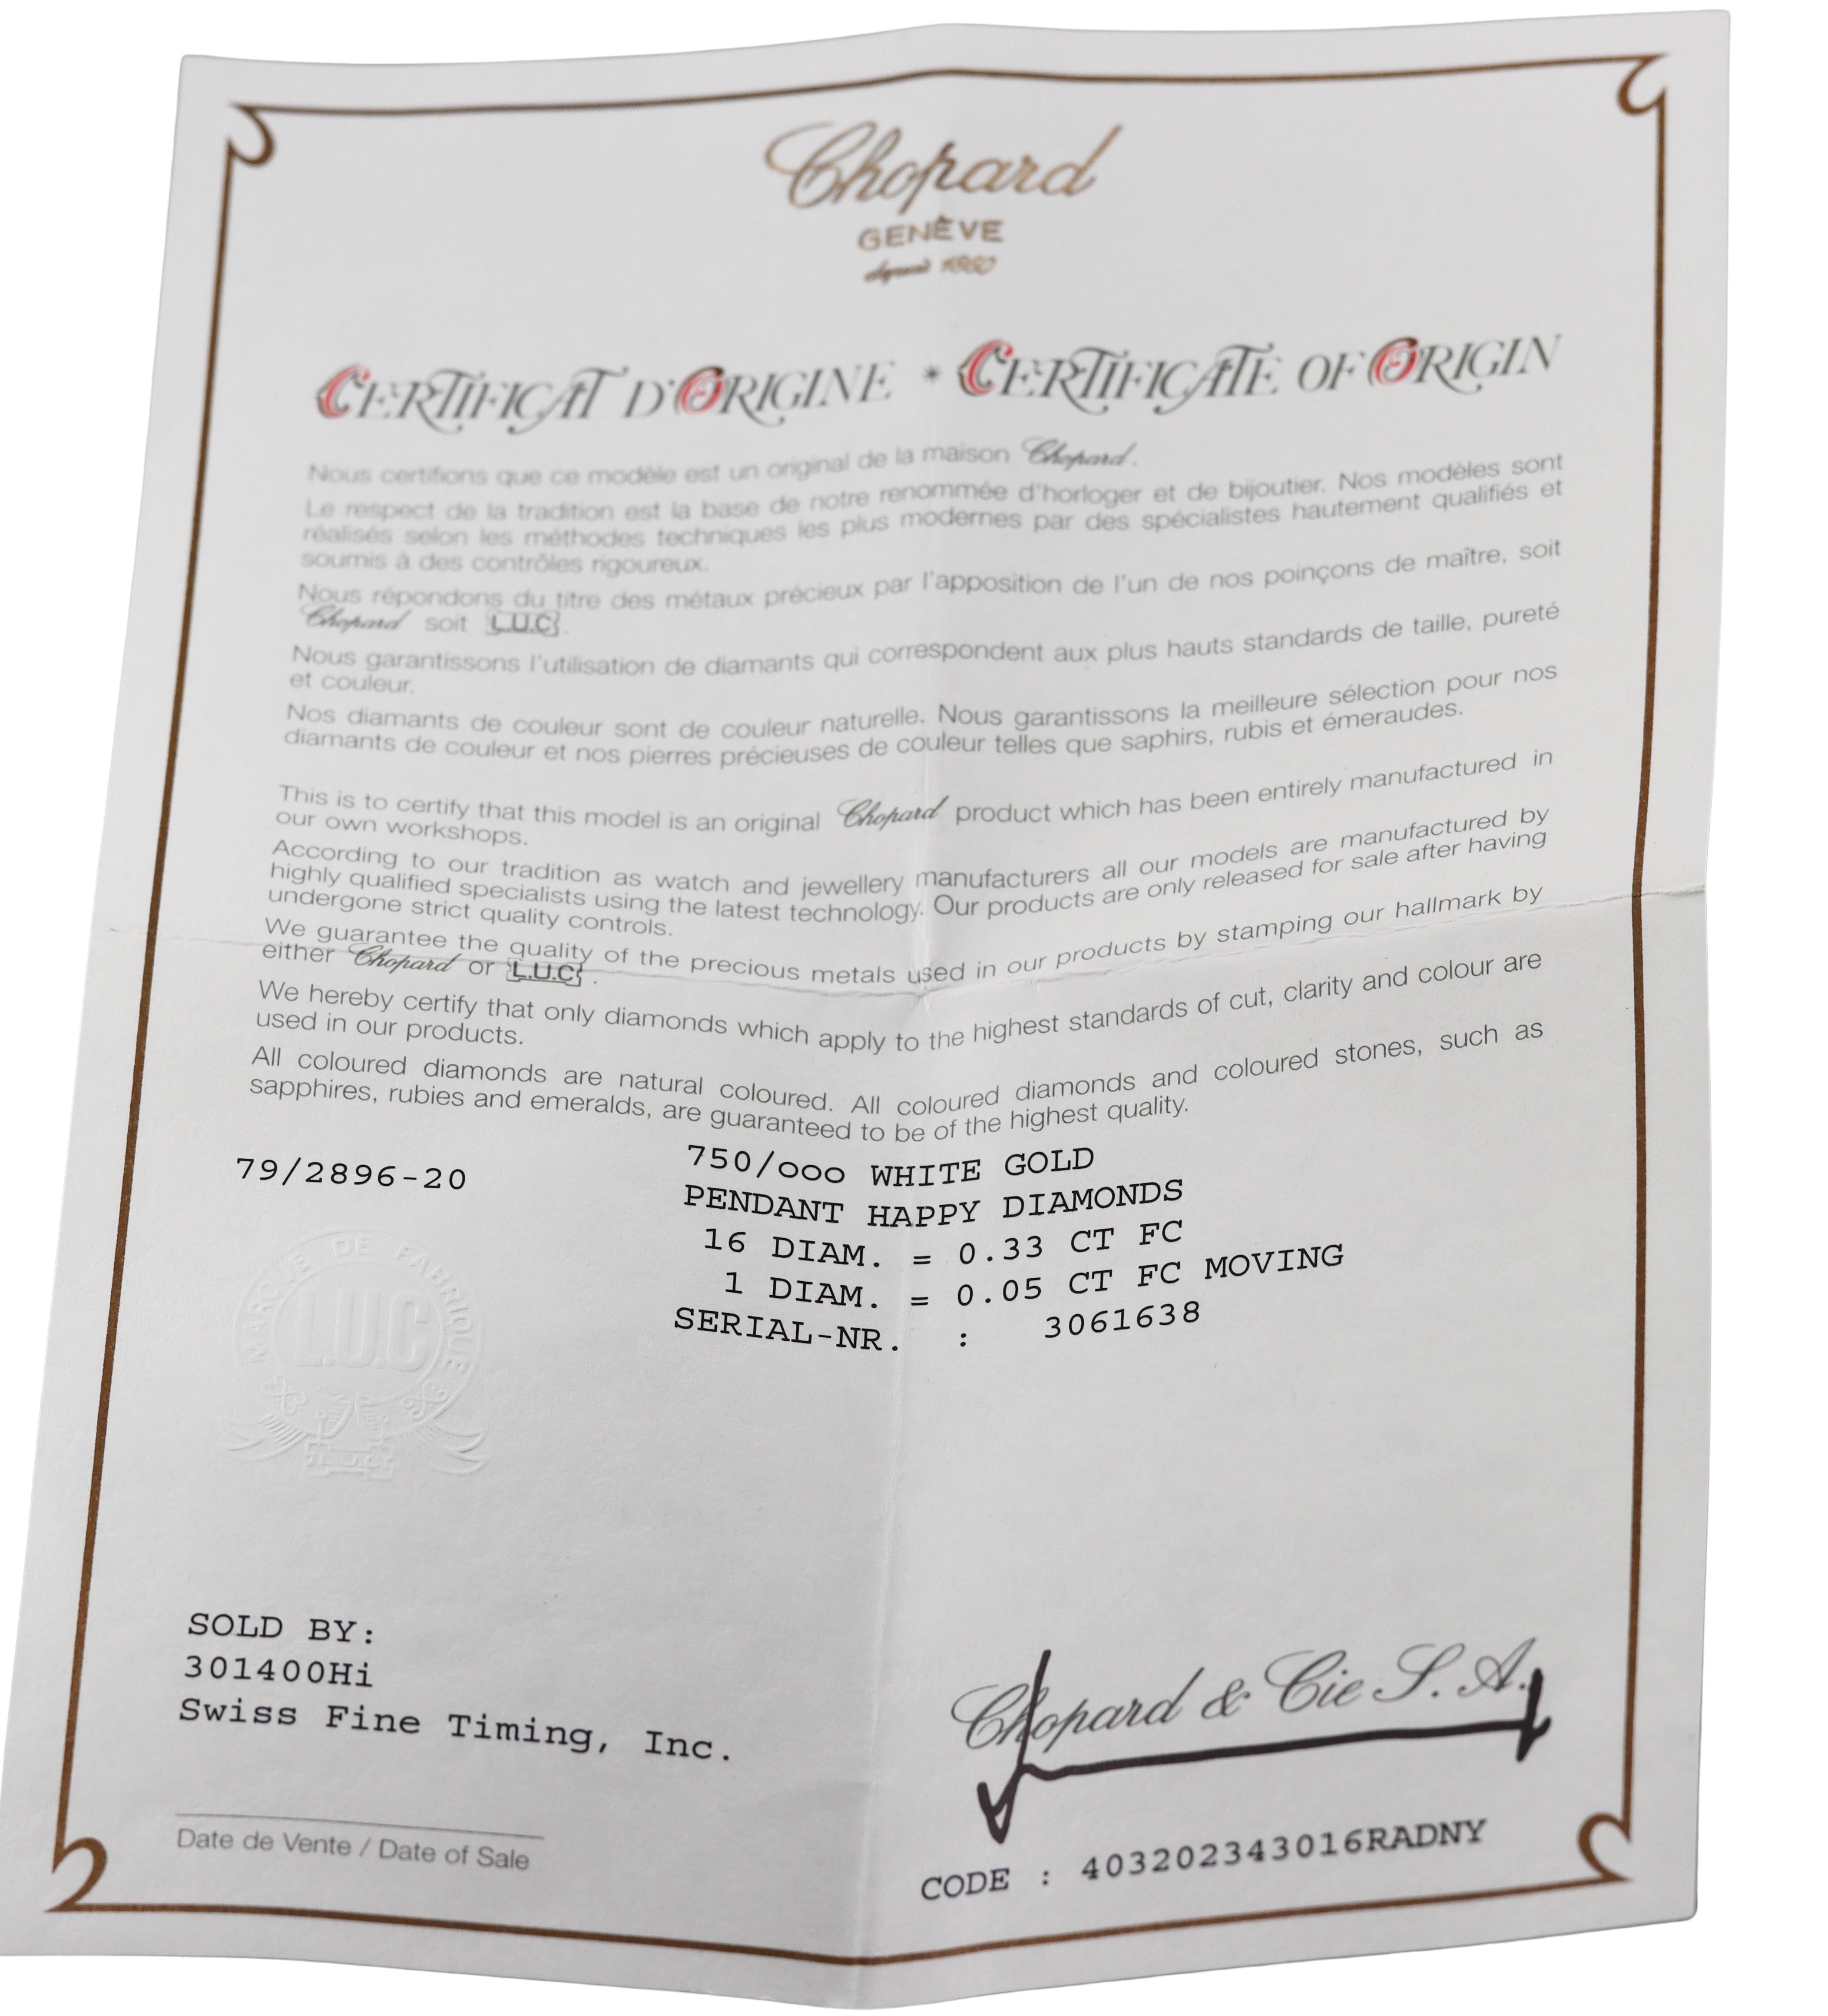 Chopard
GENÈVE
depuis 1860
CERTIFICAT D'ORIGINE * CERTIFICATE OF ORIGIN
Nous certifions que ce modèle est un original de la maison Chopard.
Le respect de la tradition est la base de notre renommée d'horloger et de bijoutier. Nos modèles sont
réalisés selon les méthodes techniques les plus modernes par des spécialistes hautement qualifiés et
soumis à des contrôles rigoureux.
Nous répondons du titre des métaux précieux par l'apposition de l'un de nos poinçons de maître, soit
Chopard soit L.U.C.
Nous garantissons l'utilisation de diamants qui correspondent aux plus hauts standards de taille, pureté
et couleur.
Nos diamants de couleur sont de couleur naturelle. Nous garantissons la meilleure sélection pour nos
diamants de couleur et nos pierres précieuses de couleur telles que saphirs, rubis et émeraudes.
This is to certify that this model is an original Chopard product which has been entirely manufactured in
our own workshops.
According to our tradition as watch and jewellery manufacturers all our models are manufactured by
highly qualified specialists using the latest technology. Our products are only released for sale after having
undergone strict quality controls.
We guarantee the quality of the precious metals used in our products by stamping our hallmark by
either Chopard or L.U.C.
We hereby certify that only diamonds which apply to the highest standards of cut, clarity and colour are
used in our products.
All coloured diamonds are natural coloured. All coloured diamonds and coloured stones, such as
sapphires, rubies and emeralds, are guaranteed to be of the highest quality.
79/2896-20
750/ooo WHITE GOLD
PENDANT HAPPY DIAMONDS
16 DIAM. = 0.33 CT FC
1 DIAM. = 0.05 CT FC MOVING
SERIAL-NR. : 3061638
MARQUE DE FABRIQUE
L.U.C
L.U.C
SOLD BY:
301400Hi
Swiss Fine Timing, Inc.
Chopard & Cie S. A.
Date de Vente / Date of Sale
CODE : 403202343016RADNY